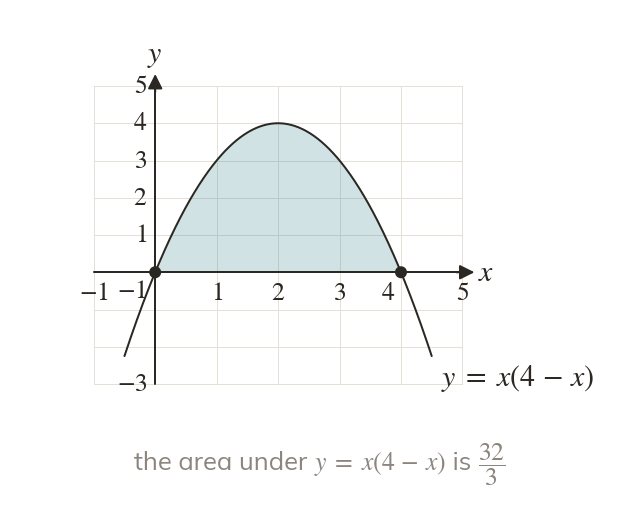 y
5
4
3
2
1
−1 −1 1 2 3 4 5 x
−3
y = x(4 − x)
the area under y = x(4 − x) is 32/3